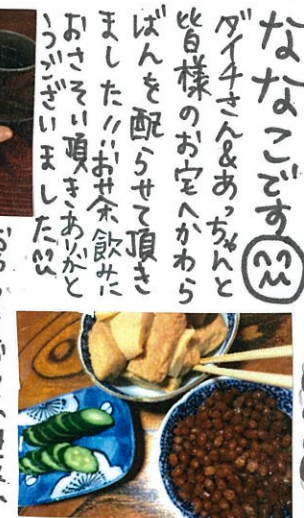 ななこです
ダイチさん&あっちゃんと
皆様のお宅へかわら
ばんを配らせて頂き
ました!!お茶飲みに
おさそい頂きありがと
うございました